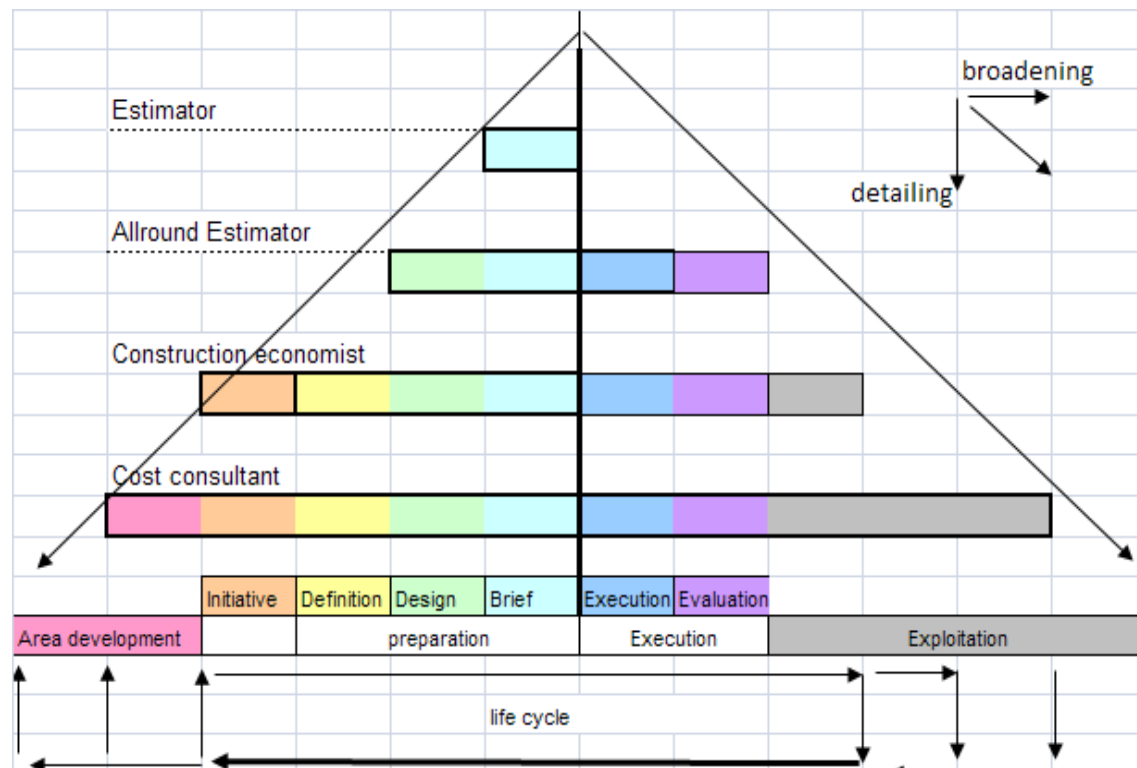 broadening
Estimator
detailing
Allround Estimator
Construction economist
Cost consultant
Initiative Definition Design Brief Execution Evaluation
Area development preparation Execution Exploitation
life cycle